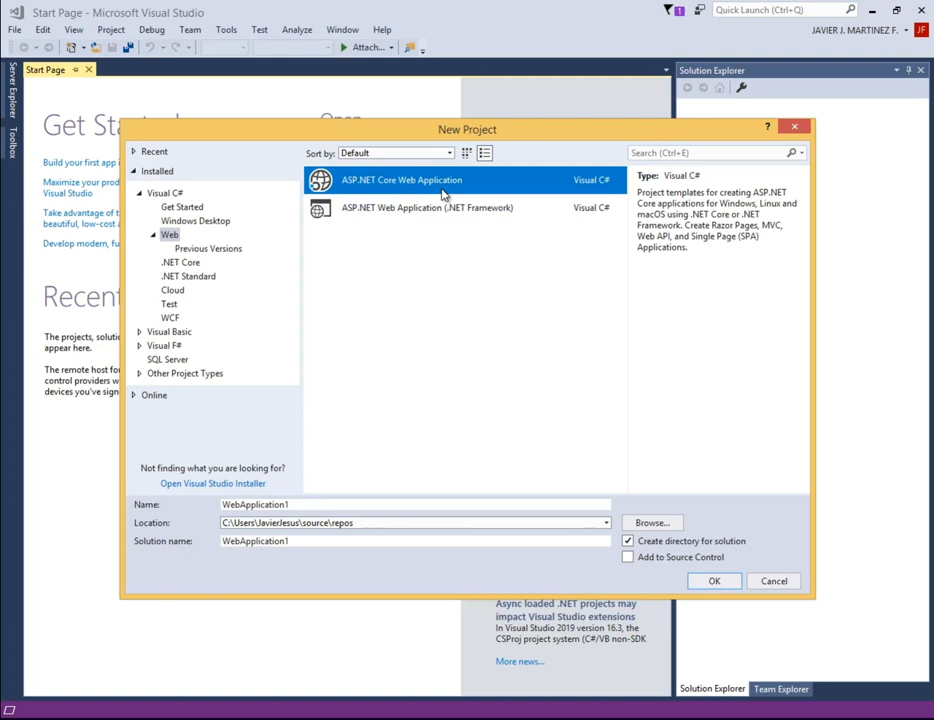 Start Page - Microsoft Visual Studio
1
Quick Launch (Ctrl+Q)
File Edit View Project Debug Team Tools Test Analyze Window Help
JAVIER J. MARTINEZ F.
JF
Attach...
Server Explorer
Toolbox
Start Page
Solution Explorer
Get St
Open
Build your first app i
Maximize your prod
Visual Studio
beautiful, low-cost
Develop modern, fu
Recen
The projects, solutio
appear here.
The remote host fo
control providers w
devices you've sign
New Project
?
Recent
Installed
Visual C#
Get Started
Windows Desktop
Web
Previous Versions
.NET Core
.NET Standard
Cloud
Test
WCF
Visual Basic
Visual F#
SQL Server
Other Project Types
Online
Not finding what you are looking for?
Open Visual Studio Installer
Sort by: Default
ASP.NET Core Web Application Visual C#
ASP.NET Web Application (.NET Framework) Visual C#
Search (Ctrl+E)
Type: Visual C#
Project templates for creating ASP.NET
Core applications for Windows, Linux and
macOS using .NET Core or .NET
Framework. Create Razor Pages, MVC,
Web API, and Single Page (SPA)
Applications.
Name: WebApplication1
Location: C:\Users\JavierJesus\source\repos
Browse...
Solution name: WebApplication1
Create directory for solution
Add to Source Control
OK
Cancel
Async loaded .NET projects may
impact Visual Studio extensions
In Visual Studio 2019 version 16.3, the
CSProj project system (C#/VB non-SDK
More news...
Solution Explorer
Team Explorer